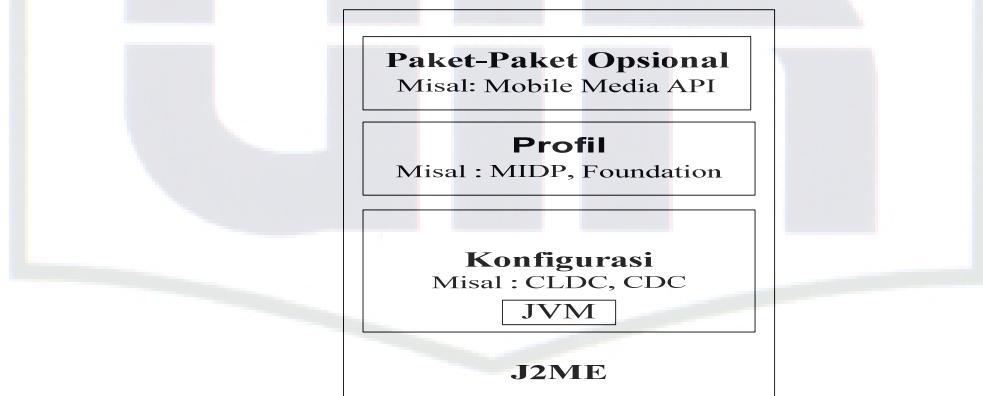 Paket-Paket Opsional
Misal: Mobile Media API
Profil
Misal : MIDP, Foundation
Konfigurasi
Misal : CLDC, CDC
JVM
J2ME